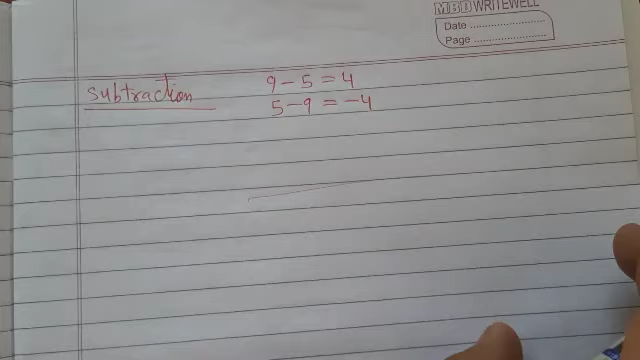 MBD WRITEWELL
Date ........................
Page ........................
Subtraction
9 - 5 = 4
5 - 9 = -4